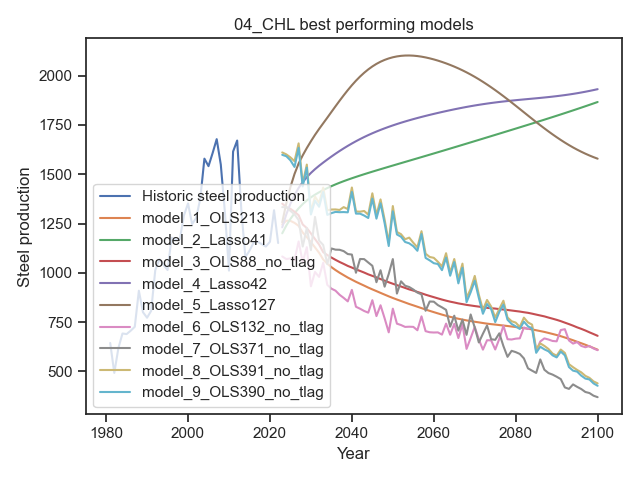 04_CHL best performing models
Steel production
2000
1750
1500
1250
1000
750
500
Historic steel production
model_1_OLS213
model_2_Lasso41
model_3_OLS88_no_tlag
model_4_Lasso42
model_5_Lasso127
model_6_OLS132_no_tlag
model_7_OLS371_no_tlag
model_8_OLS391_no_tlag
model_9_OLS390_no_tlag
1980 2000 2020 2040 2060 2080 2100
Year